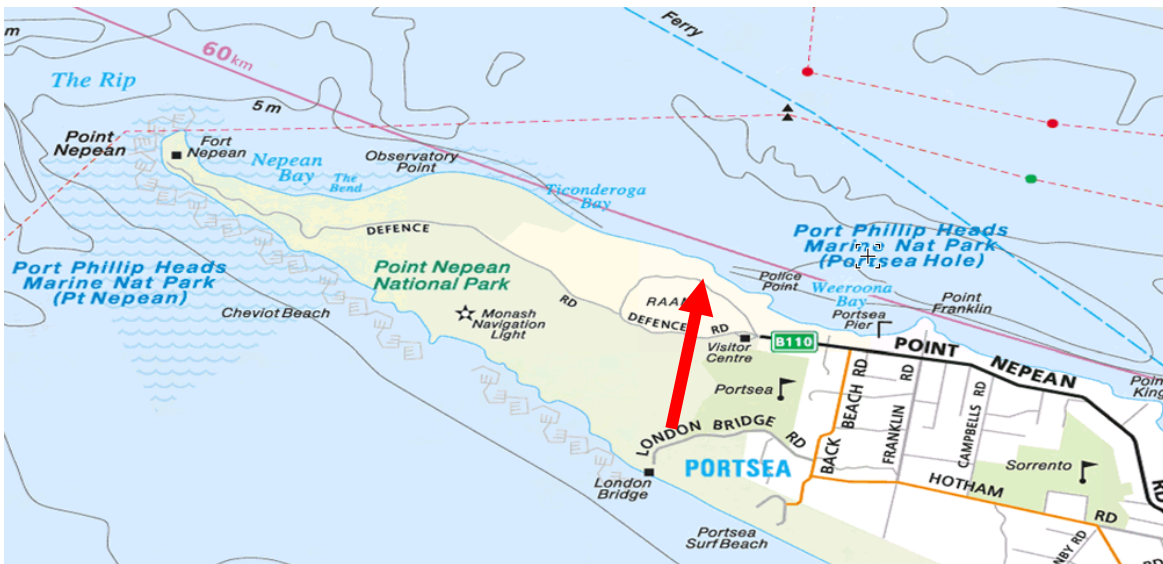 m
60 km
Ferry
The Rip
5 m
Point
Nepean
Fort
Nepean
Nepean
Bay
The
Bend
Observatory
Point
Ticonderoga
Bay
DEFENCE
RD
Port Phillip Heads
Marine Nat Park
(Portsea Hole)
Port Phillip Heads
Marine Nat Park
(Pt Nepean)
Point Nepean
National Park
Cheviot Beach
Monash
Navigation
Light
Police
Point
Weeroona
Bay
Point
Franklin
Portsea
Pier
DEFENCE RD
Visitor
Centre
B110
POINT NEPEAN
RD
Portsea
LONDON BRIDGE RD
BACK BEACH RD
FRANKLIN RD
CAMPBELLS RD
PORTSEA
London
Bridge
Sorrento
HOTHAM RD
Portsea
Surf Beach